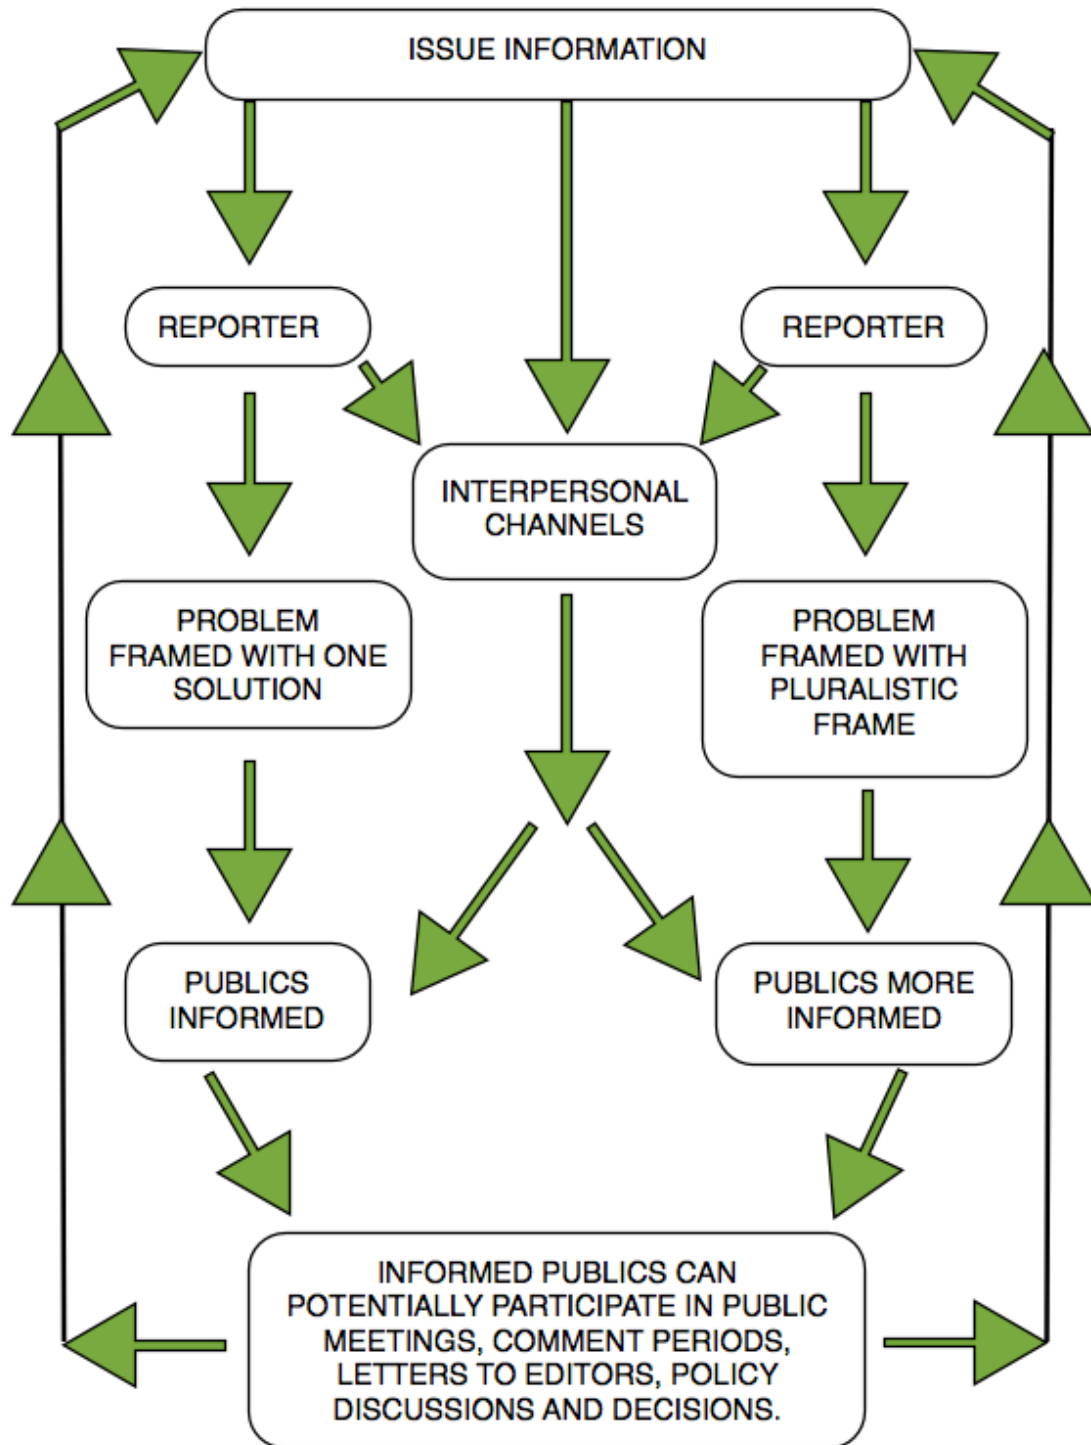 ISSUE INFORMATION
REPORTER
REPORTER
INTERPERSONAL
CHANNELS
PROBLEM
FRAMED WITH ONE
SOLUTION
PROBLEM
FRAMED WITH
PLURALISTIC
FRAME
PUBLICS
INFORMED
PUBLICS MORE
INFORMED
INFORMED PUBLICS CAN
POTENTIALLY PARTICIPATE IN PUBLIC
MEETINGS, COMMENT PERIODS,
LETTERS TO EDITORS, POLICY
DISCUSSIONS AND DECISIONS.